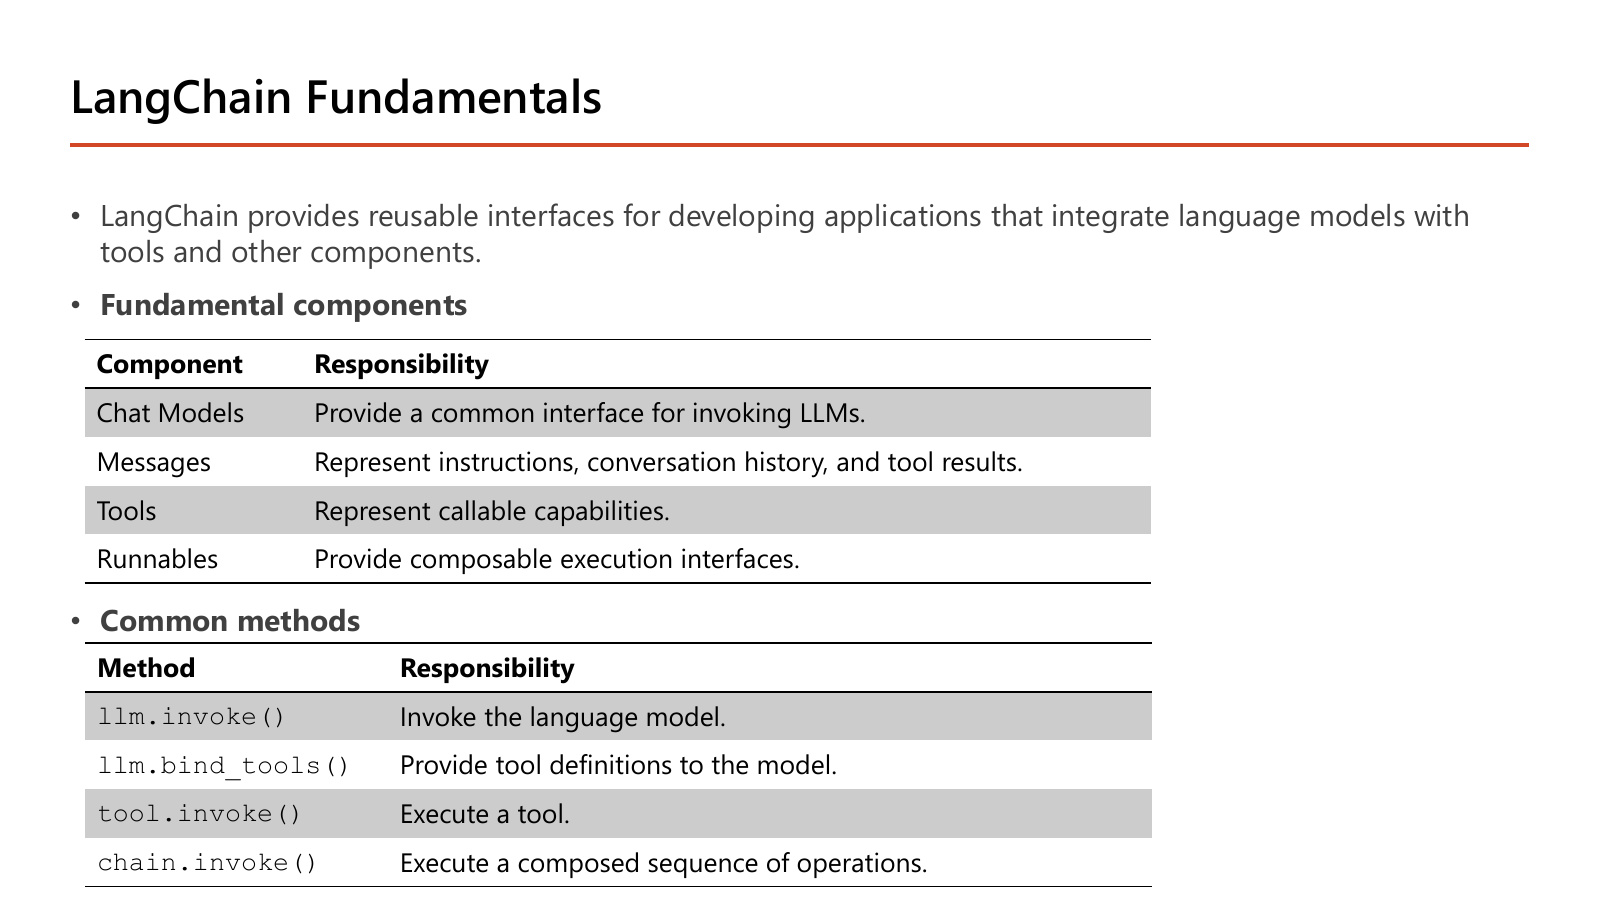 LangChain Fundamentals
• LangChain provides reusable interfaces for developing applications that integrate language models with
tools and other components.
• Fundamental components
Component Responsibility
Chat Models Provide a common interface for invoking LLMs.
Messages Represent instructions, conversation history, and tool results.
Tools Represent callable capabilities.
Runnables Provide composable execution interfaces.
• Common methods
Method Responsibility
llm.invoke() Invoke the language model.
llm.bind_tools() Provide tool definitions to the model.
tool.invoke() Execute a tool.
chain.invoke() Execute a composed sequence of operations.